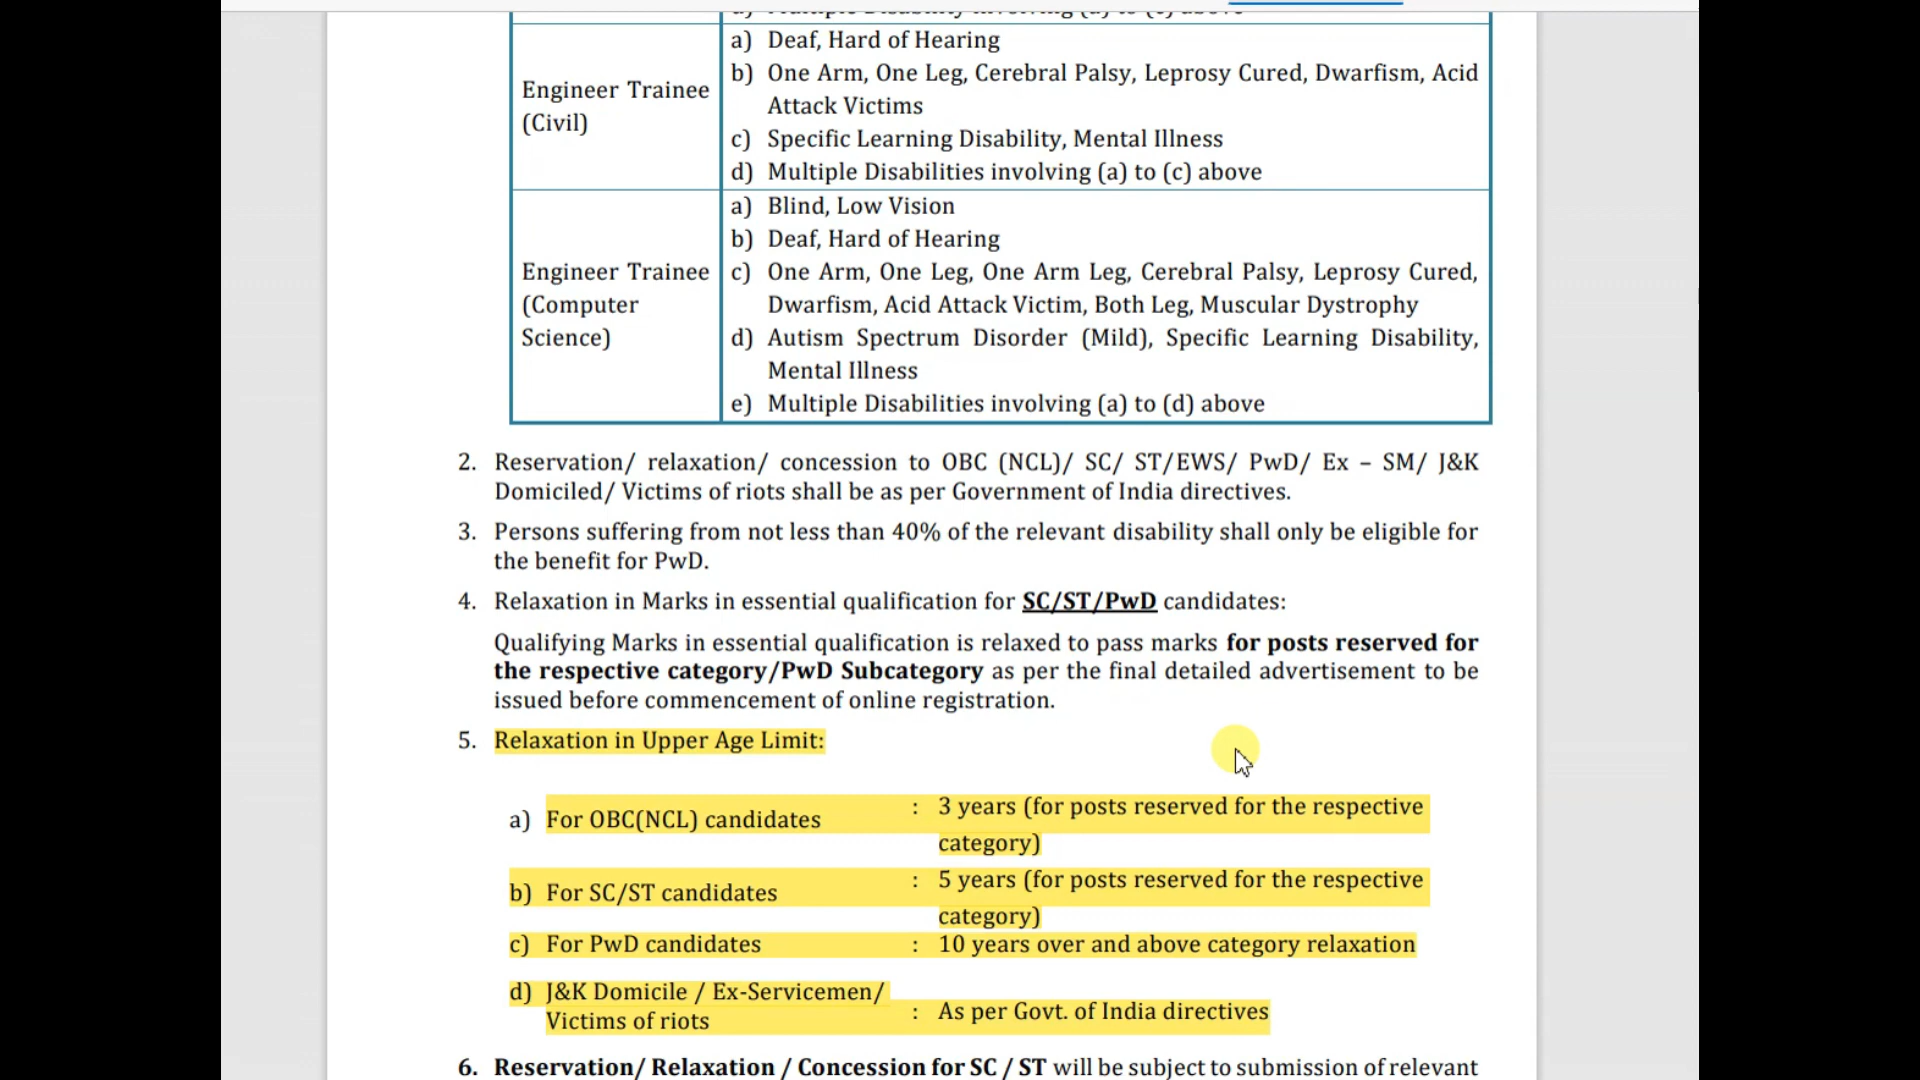 a) Deaf, Hard of Hearing
b) One Arm, One Leg, Cerebral Palsy, Leprosy Cured, Dwarfism, Acid
Attack Victims
c) Specific Learning Disability, Mental Illness
d) Multiple Disabilities involving (a) to (c) above
Engineer Trainee
(Civil)
a) Blind, Low Vision
b) Deaf, Hard of Hearing
c) One Arm, One Leg, One Arm Leg, Cerebral Palsy, Leprosy Cured,
Dwarfism, Acid Attack Victim, Both Leg, Muscular Dystrophy
d) Autism Spectrum Disorder (Mild), Specific Learning Disability,
Mental Illness
e) Multiple Disabilities involving (a) to (d) above
Engineer Trainee
(Computer
Science)
2. Reservation/ relaxation/ concession to OBC (NCL)/ SC/ ST/EWS/ PwD/ Ex – SM/ J&K
Domiciled/ Victims of riots shall be as per Government of India directives.
3. Persons suffering from not less than 40% of the relevant disability shall only be eligible for
the benefit for PwD.
4. Relaxation in Marks in essential qualification for SC/ST/PwD candidates:
Qualifying Marks in essential qualification is relaxed to pass marks for posts reserved for
the respective category/PwD Subcategory as per the final detailed advertisement to be
issued before commencement of online registration.
5. Relaxation in Upper Age Limit:
a) For OBC(NCL) candidates : 3 years (for posts reserved for the respective
category)
b) For SC/ST candidates : 5 years (for posts reserved for the respective
category)
c) For PwD candidates : 10 years over and above category relaxation
d) J&K Domicile / Ex-Servicemen/
Victims of riots : As per Govt. of India directives
6. Reservation/ Relaxation / Concession for SC / ST will be subject to submission of relevant